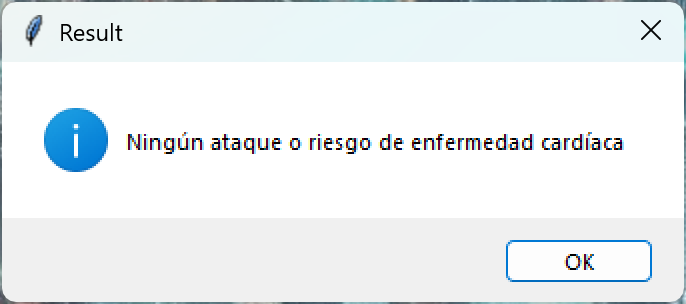 Result
Ningún ataque o riesgo de enfermedad cardíaca
OK